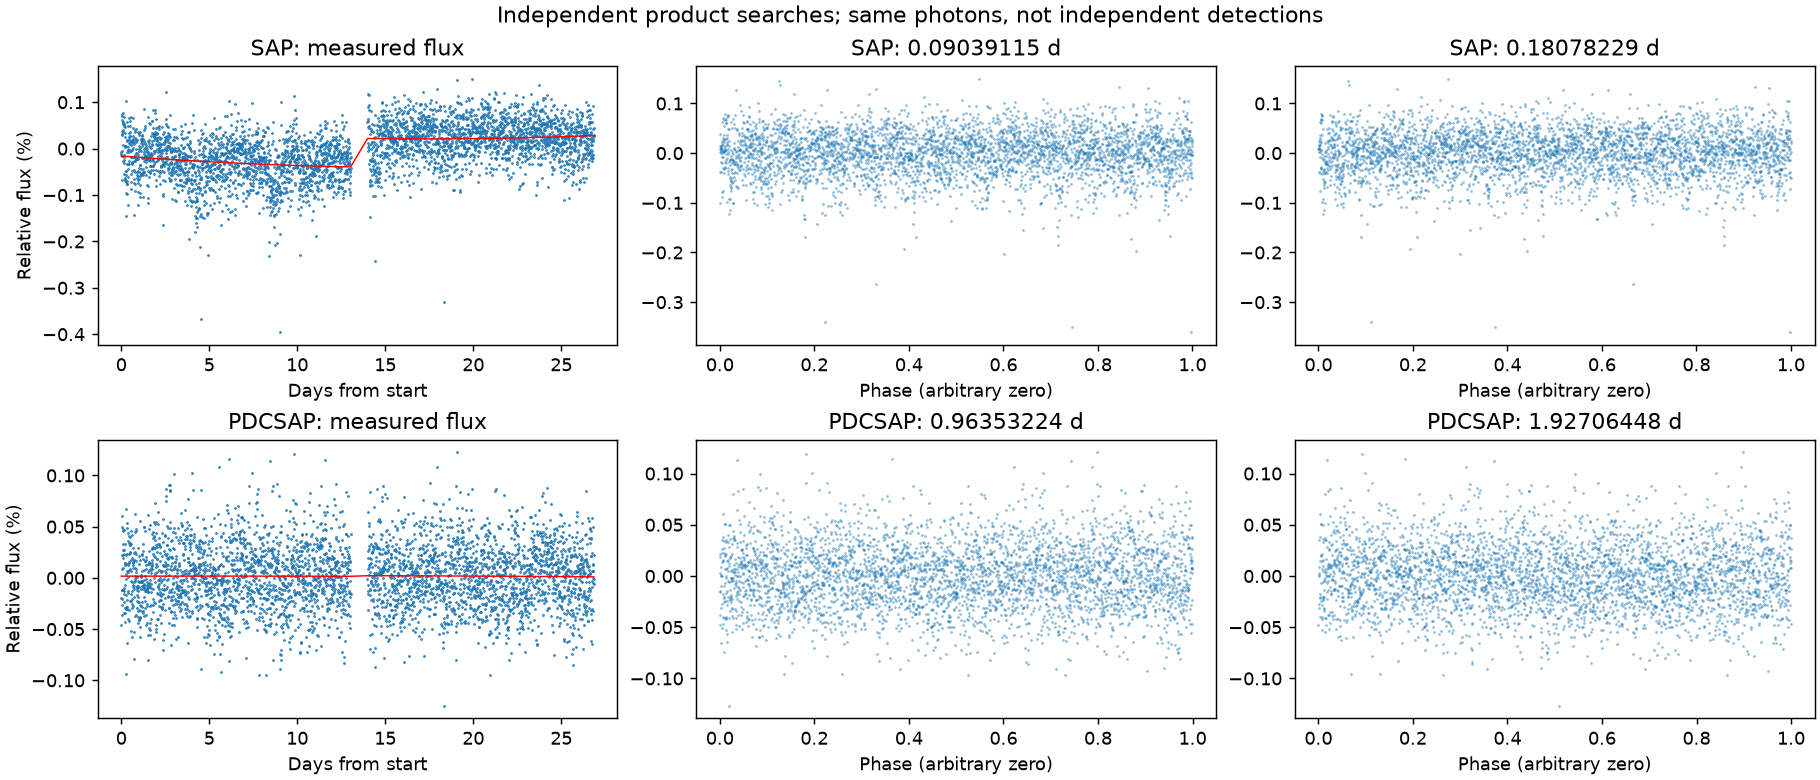 Independent product searches; same photons, not independent detections
SAP: measured flux
SAP: 0.09039115 d
SAP: 0.18078229 d
Relative flux (%)
0.1
0.0
−0.1
−0.2
−0.3
−0.4
0 5 10 15 20 25
Days from start
0.1
0.0
−0.1
−0.2
−0.3
0.0 0.2 0.4 0.6 0.8 1.0
Phase (arbitrary zero)
0.1
0.0
−0.1
−0.2
−0.3
0.0 0.2 0.4 0.6 0.8 1.0
Phase (arbitrary zero)
PDCSAP: measured flux
PDCSAP: 0.96353224 d
PDCSAP: 1.92706448 d
Relative flux (%)
0.10
0.05
0.00
−0.05
−0.10
0 5 10 15 20 25
Days from start
0.10
0.05
0.00
−0.05
−0.10
0.0 0.2 0.4 0.6 0.8 1.0
Phase (arbitrary zero)
0.10
0.05
0.00
−0.05
−0.10
0.0 0.2 0.4 0.6 0.8 1.0
Phase (arbitrary zero)